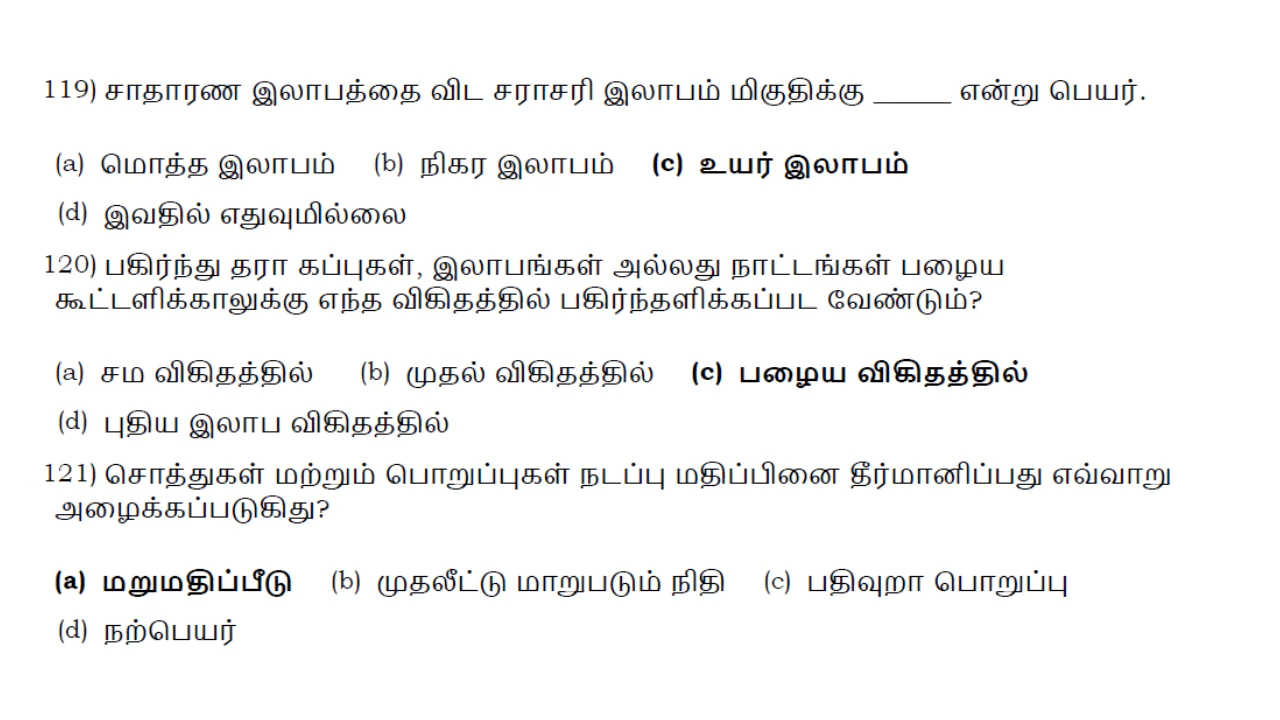 119) சாதாரண இலாபத்தை விட சராசரி இலாபம் மிகுதிக்கு _____ என்று பெயர்.
(a) மொத்த இலாபம் (b) நிகர இலாபம் (c) உயர் இலாபம்
(d) இவதில் எதுவுமில்லை
120) பகிர்ந்து தரா கப்புகள், இலாபங்கள் அல்லது நாட்டங்கள் பழைய
கூட்டளிக்காலுக்கு எந்த விகிதத்தில் பகிர்ந்தளிக்கப்பட வேண்டும்?
(a) சம விகிதத்தில் (b) முதல் விகிதத்தில் (c) பழைய விகிதத்தில்
(d) புதிய இலாப விகிதத்தில்
121) சொத்துகள் மற்றும் பொறுப்புகள் நடப்பு மதிப்பினை தீர்மானிப்பது எவ்வாறு
அழைக்கப்படுகிது?
(a) மறுமதிப்பீடு (b) முதலீட்டு மாறுபடும் நிதி (c) பதிவுறா பொறுப்பு
(d) நற்பெயர்